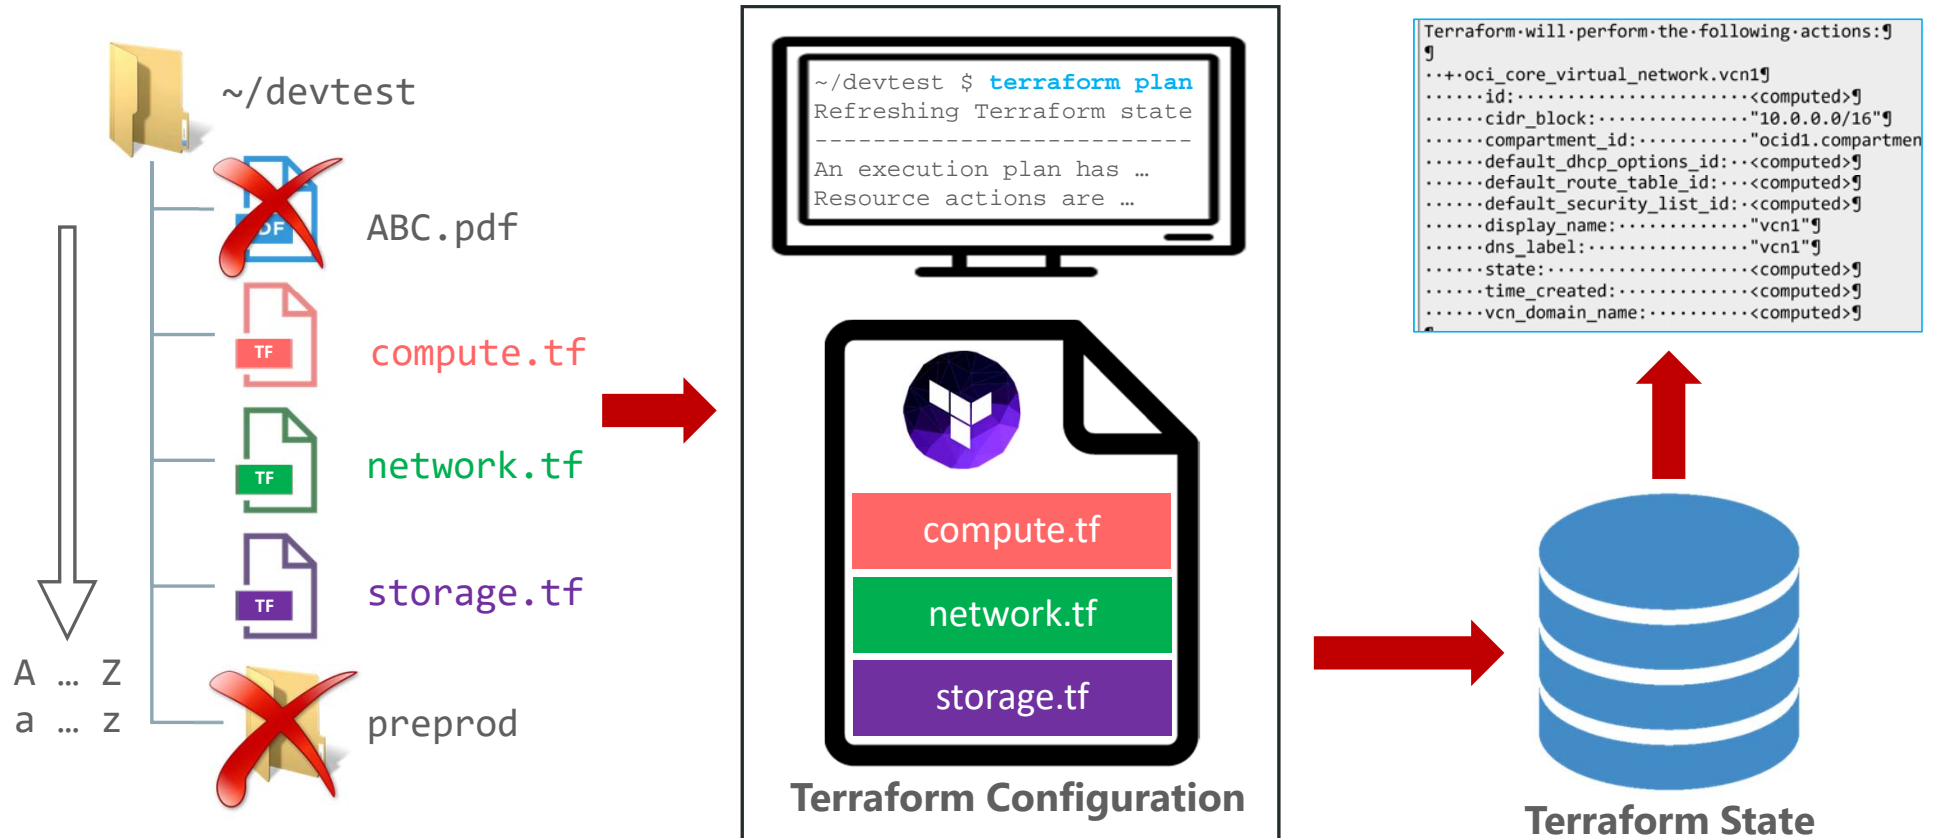 ~/devtest
ABC.pdf
TF
compute.tf
TF
network.tf
TF
storage.tf
preprod
A … Z
a … z
~/devtest $ terraform plan
Refreshing Terraform state
--------------------------
An execution plan has …
Resource actions are …
compute.tf
network.tf
storage.tf
Terraform Configuration
Terraform·will·perform·the·following·actions:¶
¶
··+·oci_core_virtual_network.vcn1¶
······id:·······················<computed>¶
······cidr_block:···············"10.0.0.0/16"¶
······compartment_id:···········"ocid1.compartmen
······default_dhcp_options_id:··<computed>¶
······default_route_table_id:···<computed>¶
······default_security_list_id:·<computed>¶
······display_name:·············"vcn1"¶
······dns_label:················"vcn1"¶
······state:····················<computed>¶
······time_created:·············<computed>¶
······vcn_domain_name:··········<computed>¶
Terraform State